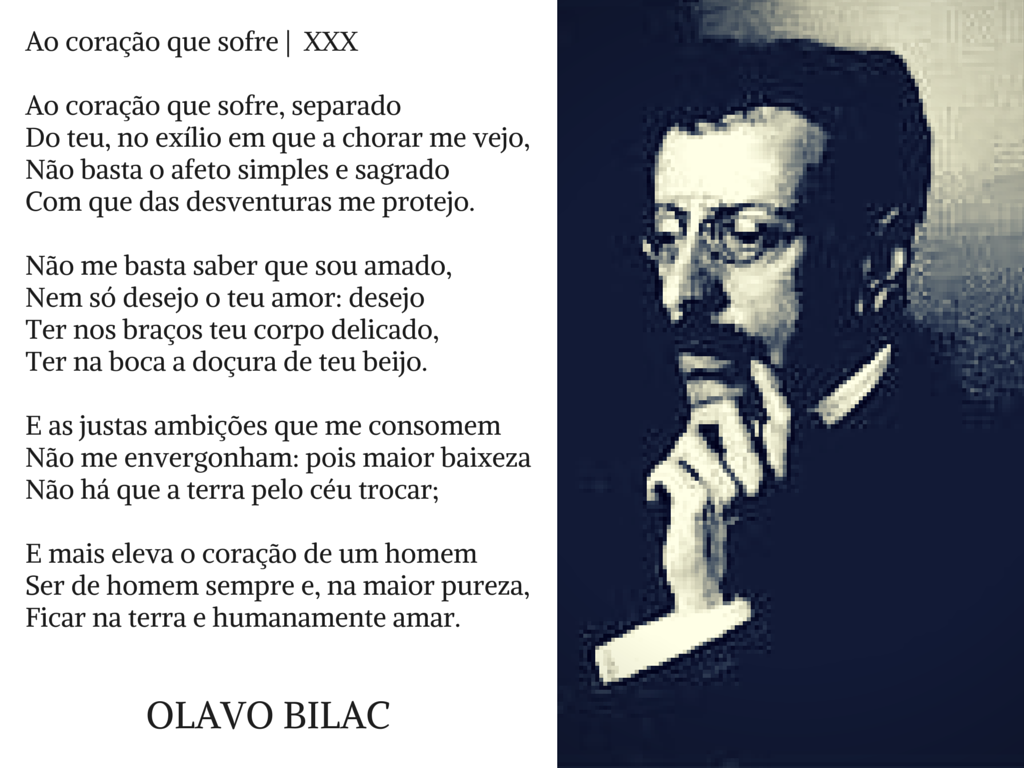 Ao coração que sofre | XXX
Ao coração que sofre, separado
Do teu, no exílio em que a chorar me vejo,
Não basta o afeto simples e sagrado
Com que das desventuras me protejo.
Não me basta saber que sou amado,
Nem só desejo o teu amor: desejo
Ter nos braços teu corpo delicado,
Ter na boca a doçura de teu beijo.
E as justas ambições que me consomem
Não me envergonham: pois maior baixeza
Não há que a terra pelo céu trocar;
E mais eleva o coração de um homem
Ser de homem sempre e, na maior pureza,
Ficar na terra e humanamente amar.
OLAVO BILAC